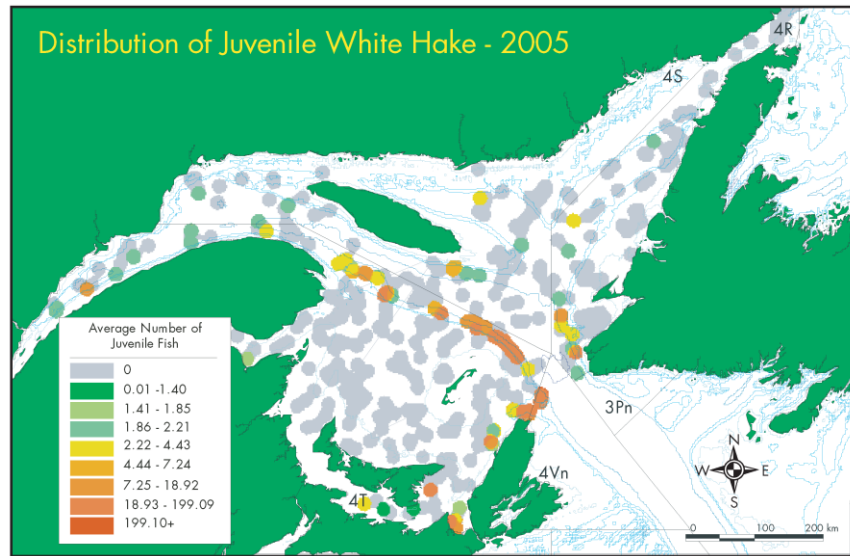 Distribution of Juvenile White Hake - 2005
4R
4S
Average Number of
Juvenile Fish
0
0.01 -1.40
1.41 - 1.85
1.86 - 2.21
2.22 - 4.43
4.44 - 7.24
7.25 - 18.92
18.93 - 199.09
199.10+
3Pn
4Vn
4T
N
W
E
S
0
100
200 km